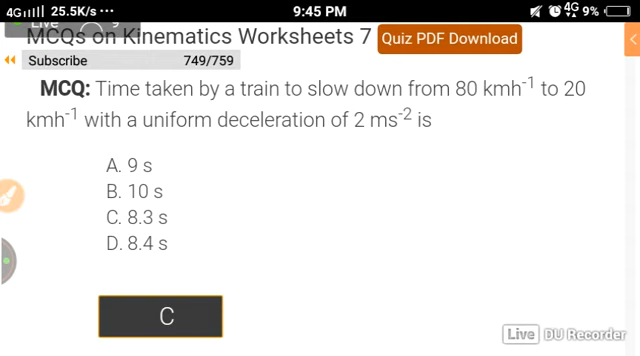 4G 25.5K/s ... 9:45 PM 4G 9%
Live 9
MCQs on Kinematics Worksheets 7 Quiz PDF Download
Subscribe 749/759
MCQ: Time taken by a train to slow down from 80 kmh⁻¹ to 20
kmh⁻¹ with a uniform deceleration of 2 ms⁻² is
A. 9 s
B. 10 s
C. 8.3 s
D. 8.4 s
C
Live DU Recorder